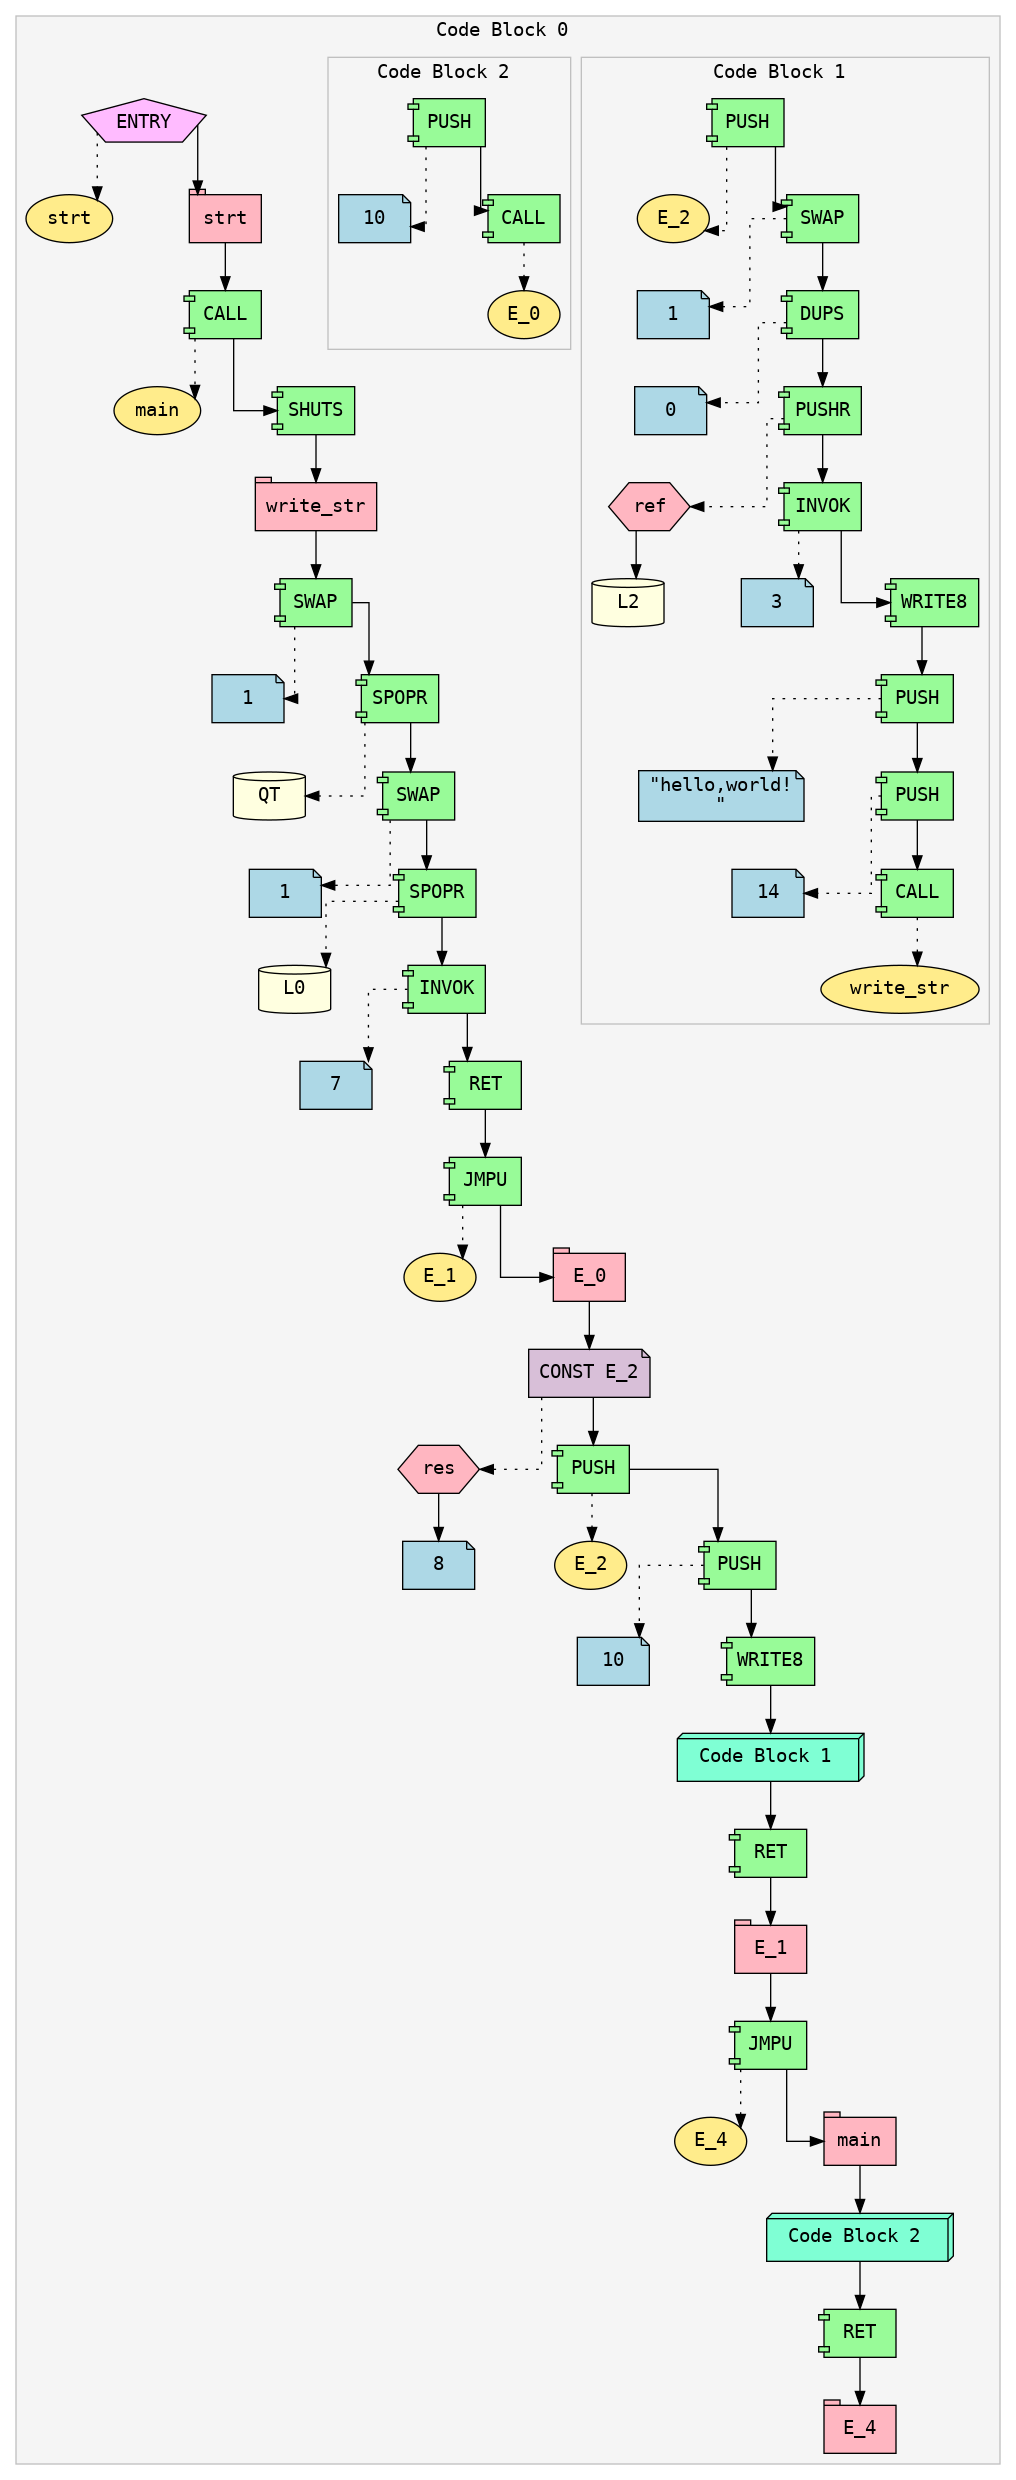 Code Block 0
Code Block 2
Code Block 1
ENTRY
PUSH
PUSH
strt
strt
10
CALL
E_2
SWAP
CALL
E_0
1
DUPS
main
SHUTS
0
PUSHR
write_str
ref
INVOK
SWAP
L2
3
WRITE8
1
SPOPR
PUSH
QT
SWAP
"hello,world!
"
PUSH
1
SPOPR
14
CALL
L0
INVOK
write_str
7
RET
JMPU
E_1
E_0
CONST E_2
res
PUSH
8
E_2
PUSH
10
WRITE8
Code Block 1
RET
E_1
JMPU
E_4
main
Code Block 2
RET
E_4